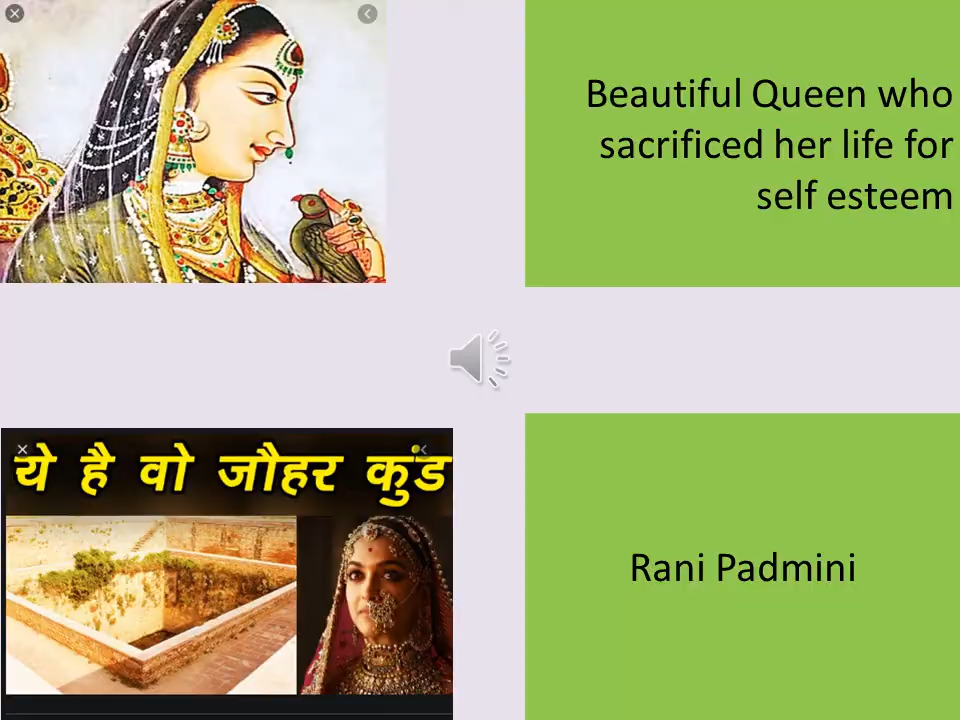 Beautiful Queen who
sacrificed her life for
self esteem
ये है वो जौहर कुंड
Rani Padmini